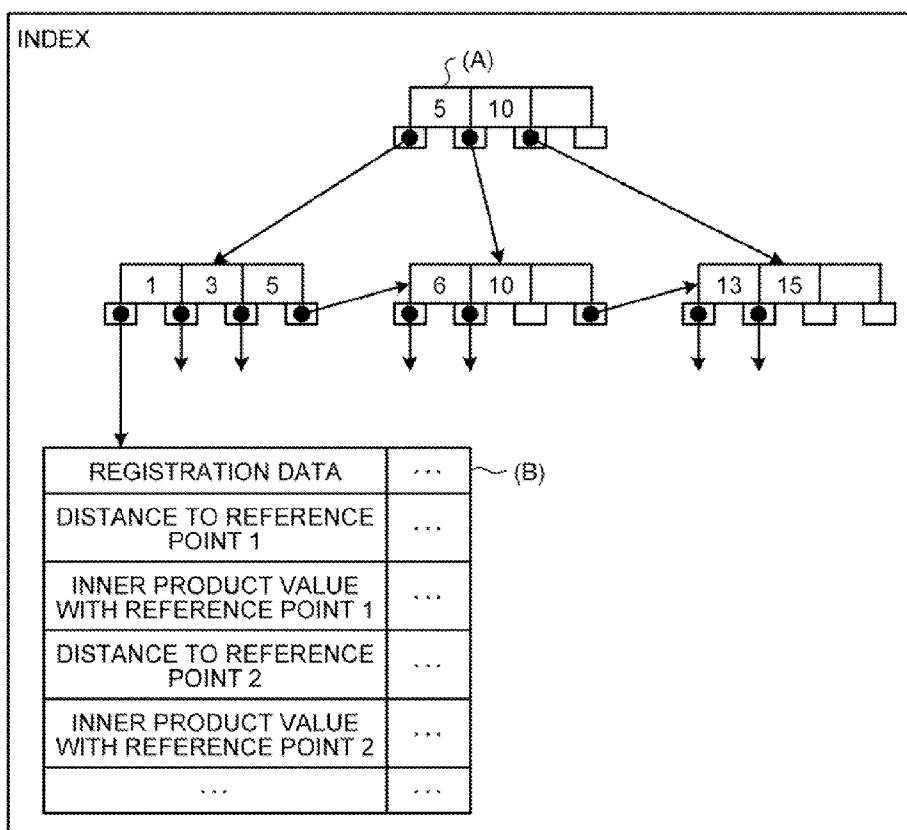 INDEX
(A)
5 10
1 3 5
6 10
13 15
REGISTRATION DATA ...
(B)
DISTANCE TO REFERENCE
POINT 1 ...
INNER PRODUCT VALUE
WITH REFERENCE POINT 1 ...
DISTANCE TO REFERENCE
POINT 2 ...
INNER PRODUCT VALUE
WITH REFERENCE POINT 2 ...
... ...